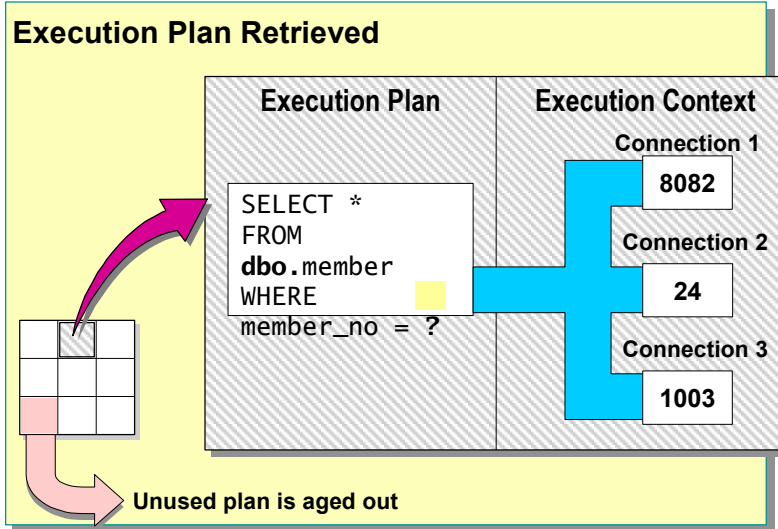 Execution Plan Retrieved
Execution Plan
Execution Context
SELECT *
FROM
dbo.member
WHERE
member_no = ?
Connection 1
8082
Connection 2
24
Connection 3
1003
Unused plan is aged out